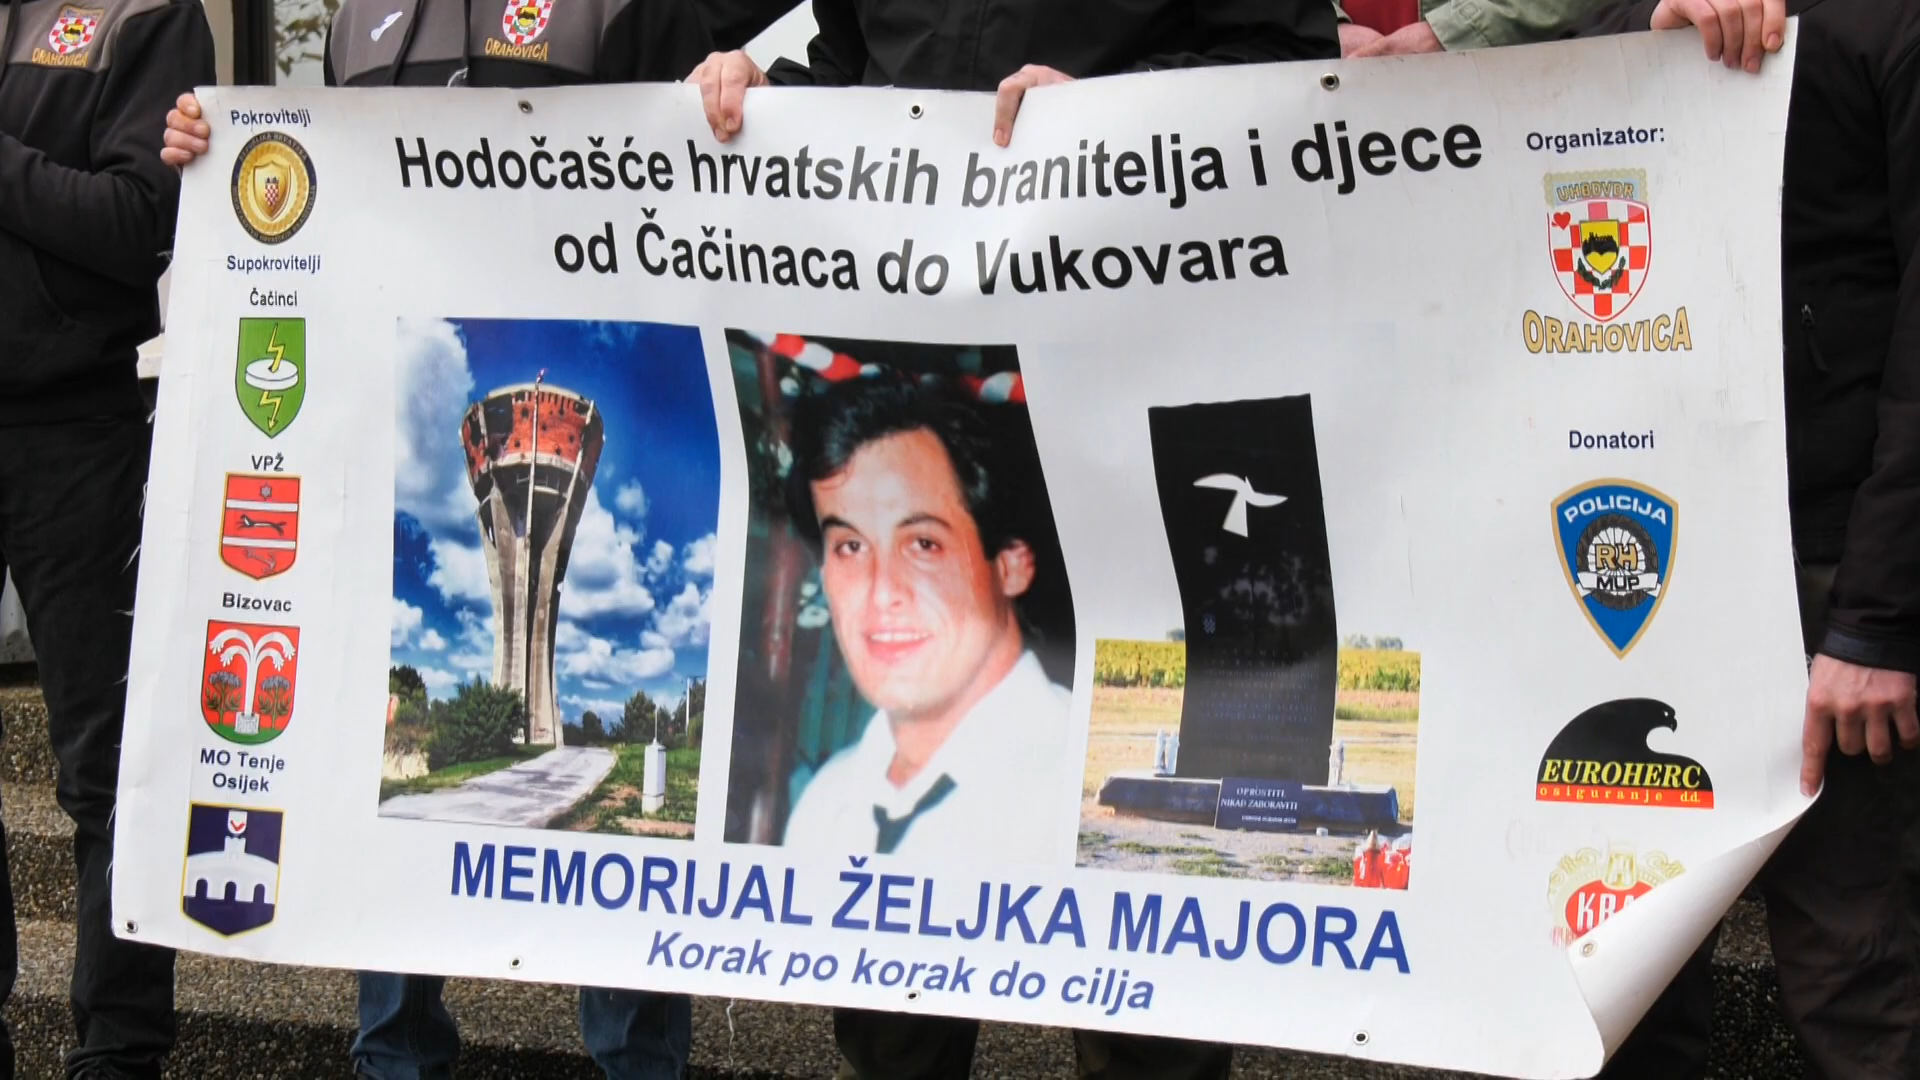 ORAHOVICA
ORAHOVICA
Pokrovitelji
Hodočašće hrvatskih branitelja i djece
od Čačinaca do Vukovara
Supokrovitelji
Čačinci
VPŽ
Bizovac
MO Tenje
Osijek
Organizator:
UHBDVDR
ORAHOVICA
Donatori
POLICIJA
RH
MUP
EUROHERC
osiguranje d.d.
OPROSTITI
NIKAD ZABORAVITI
MEMORIJAL ŽELJKA MAJORA
Korak po korak do cilja